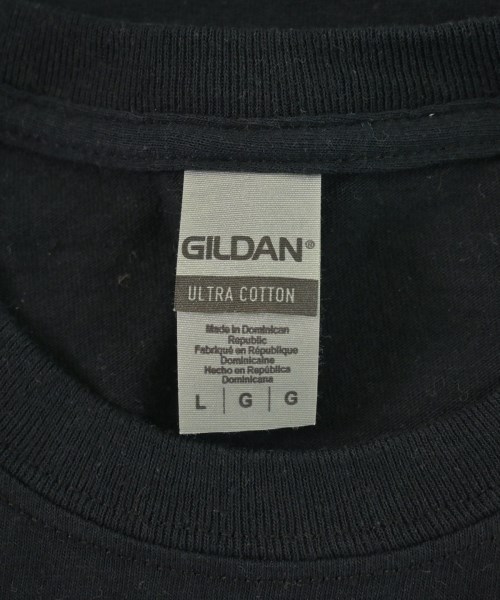 GILDAN®
ULTRA COTTON
Made in Dominican
Republic
Fabriqué en République
Dominicaine
Hecho en República
Dominicana
L | G | G